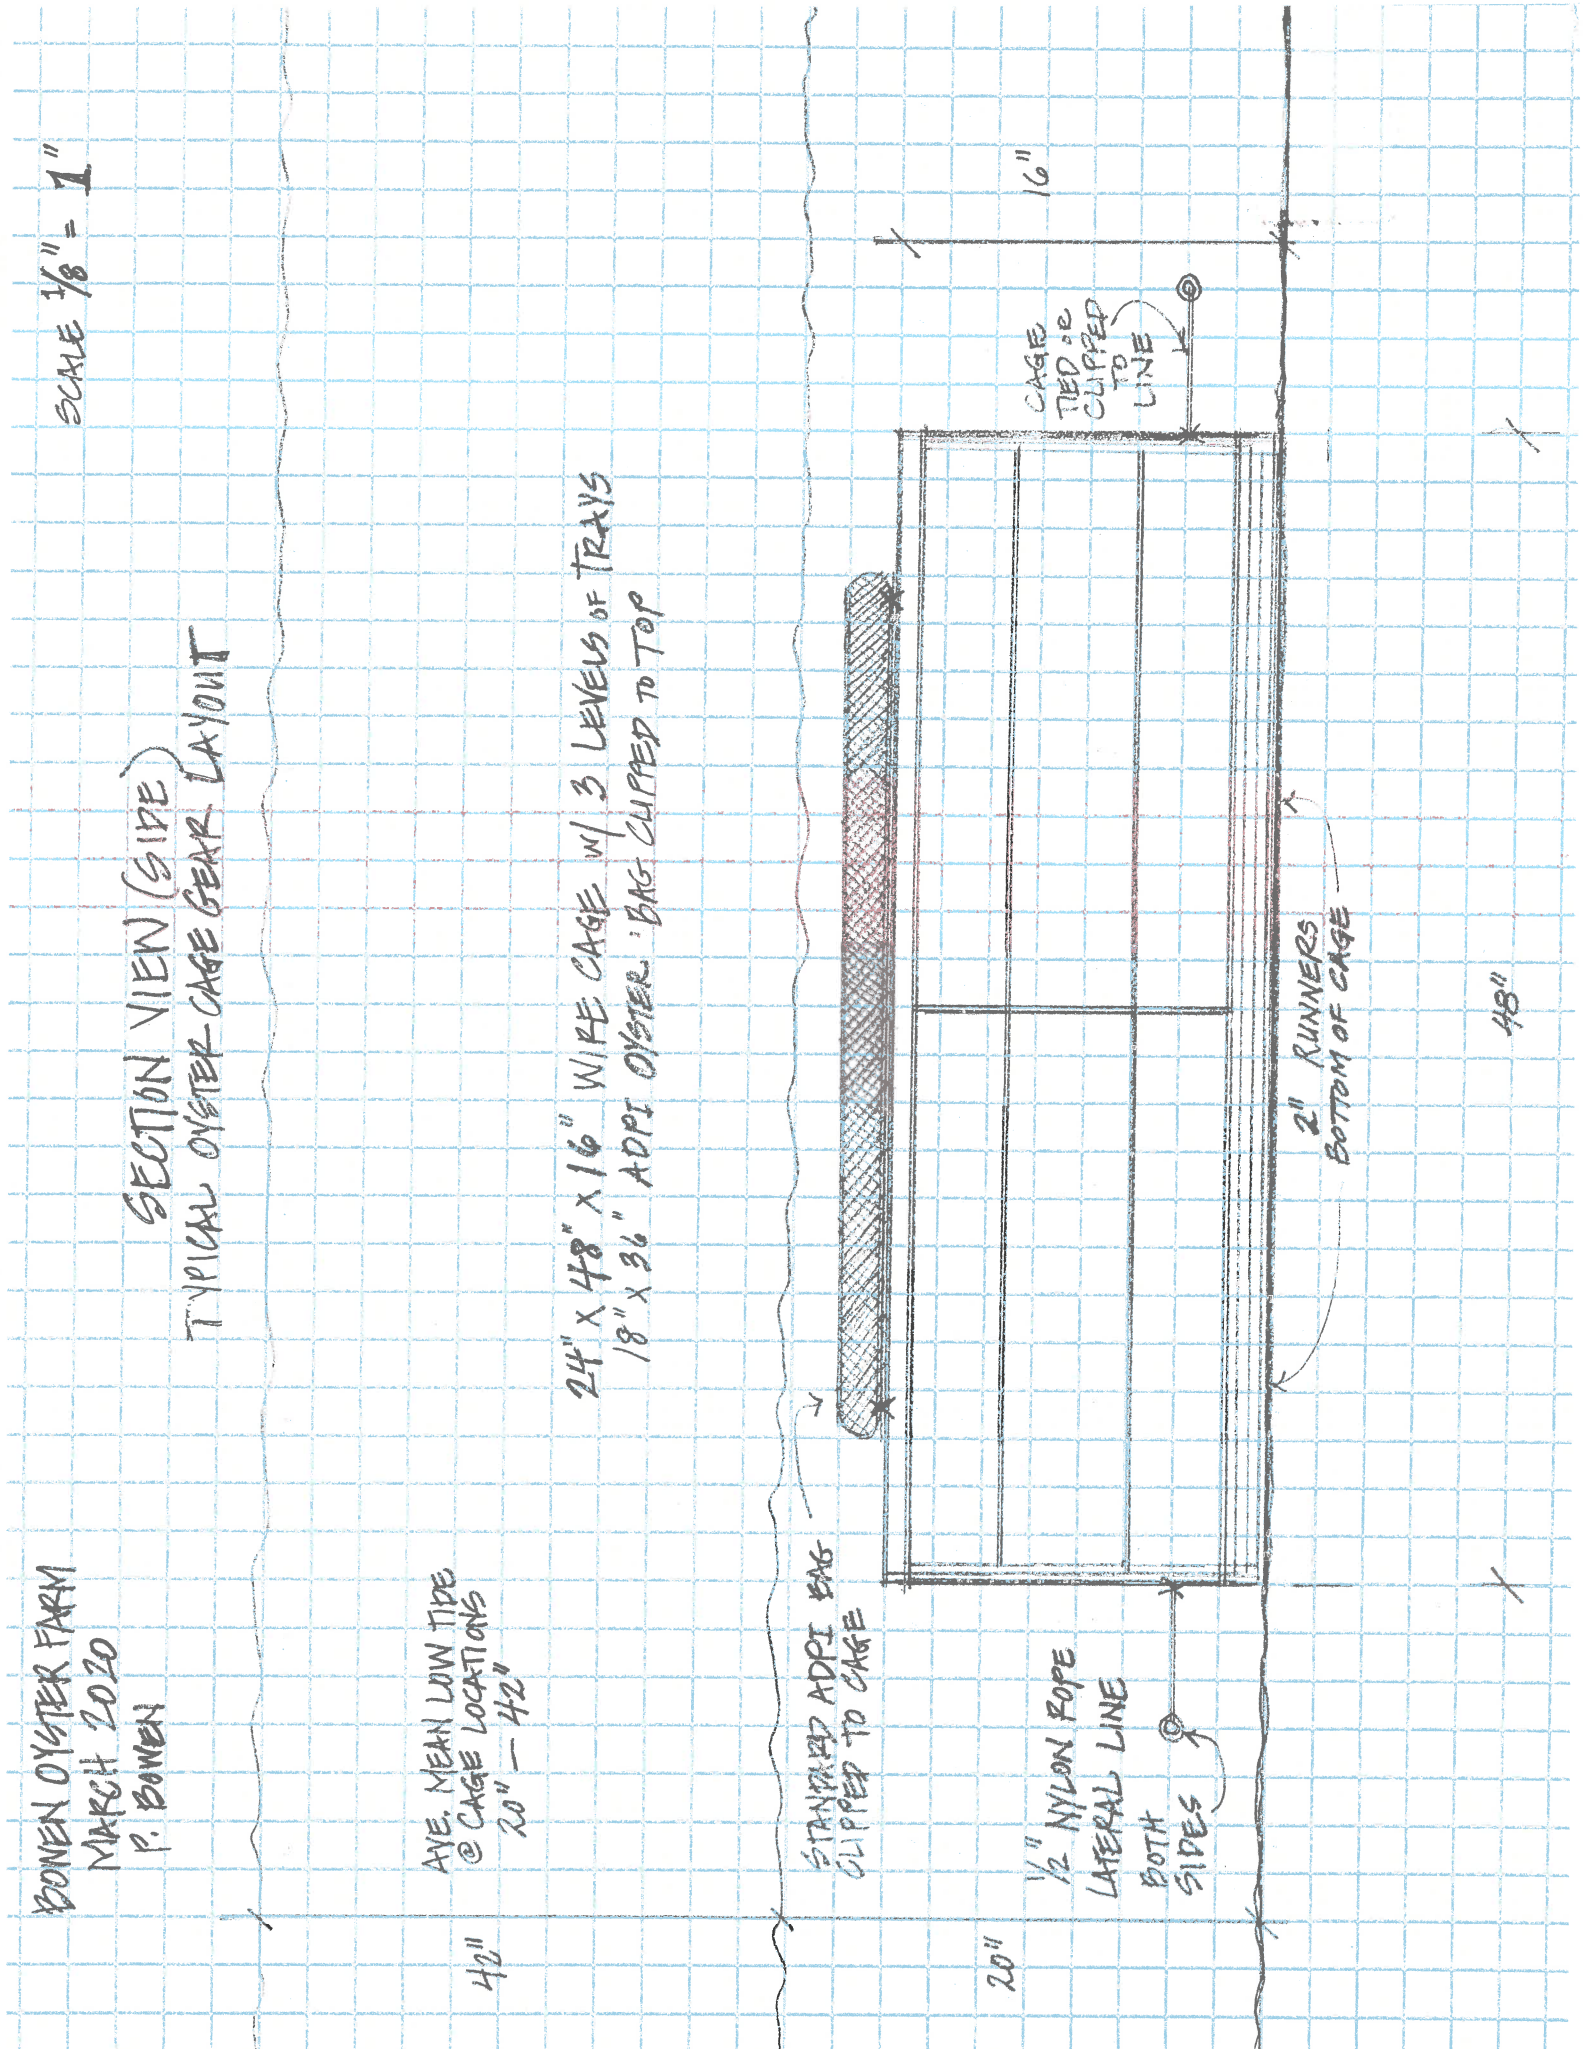 BOWEN OYSTER FARM
MARCH 2020
P. BOWEN
SECTION VIEW (SIDE)
TYPICAL OYSTER CAGE GEAR LAYOUT
SCALE 1/8" = 1"
AVE. MEAN LOW TIDE
@ CAGE LOCATIONS
20" – 42"
24" X 48" X 16" WIRE CAGE W/ 3 LEVELS OF TRAYS
18" X 36" ADPI OYSTER BAG CLIPPED TO TOP
42"
STANDARD ADPI BAG
CLIPPED TO CAGE
20"
1/2" NYLON ROPE
LATERAL LINE
BOTH
SIDES
CAGE
TIED OR
CLIPPED
TO
LINE
16"
2" RUNNERS
BOTTOM OF CAGE
48"